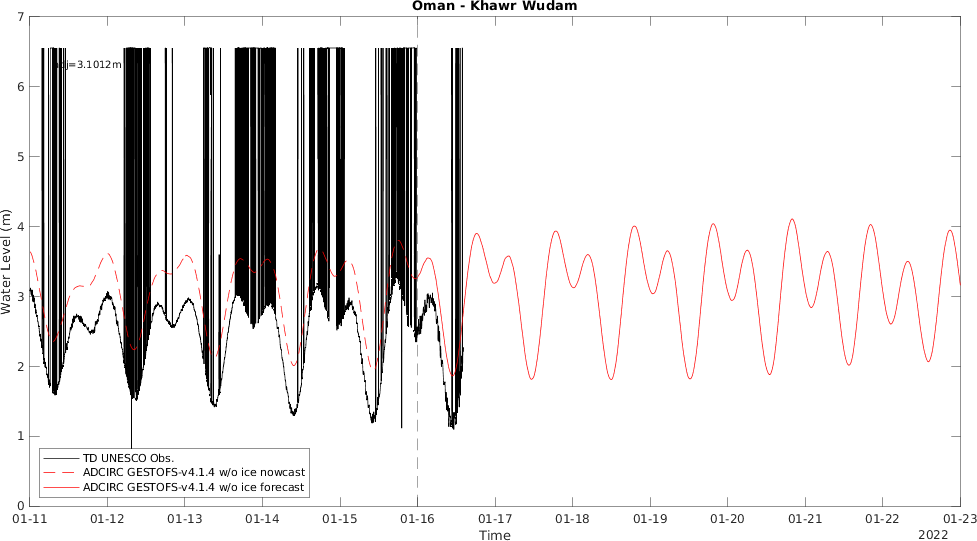 Oman - Khawr Wudam
7
6
5
4
3
2
1
0
Water Level (m)
=3.1012m
TD UNESCO Obs.
ADCIRC GESTOFS-v4.1.4 w/o ice nowcast
ADCIRC GESTOFS-v4.1.4 w/o ice forecast
01-11 01-12 01-13 01-14 01-15 01-16 01-17 01-18 01-19 01-20 01-21 01-22 01-23
Time
2022